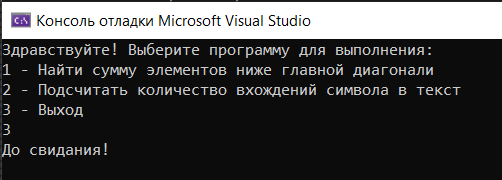 Консоль отладки Microsoft Visual Studio
Здравствуйте! Выберите программу для выполнения:
1 - Найти сумму элементов ниже главной диагонали
2 - Подсчитать количество вхождений символа в текст
3 - Выход
3
До свидания!